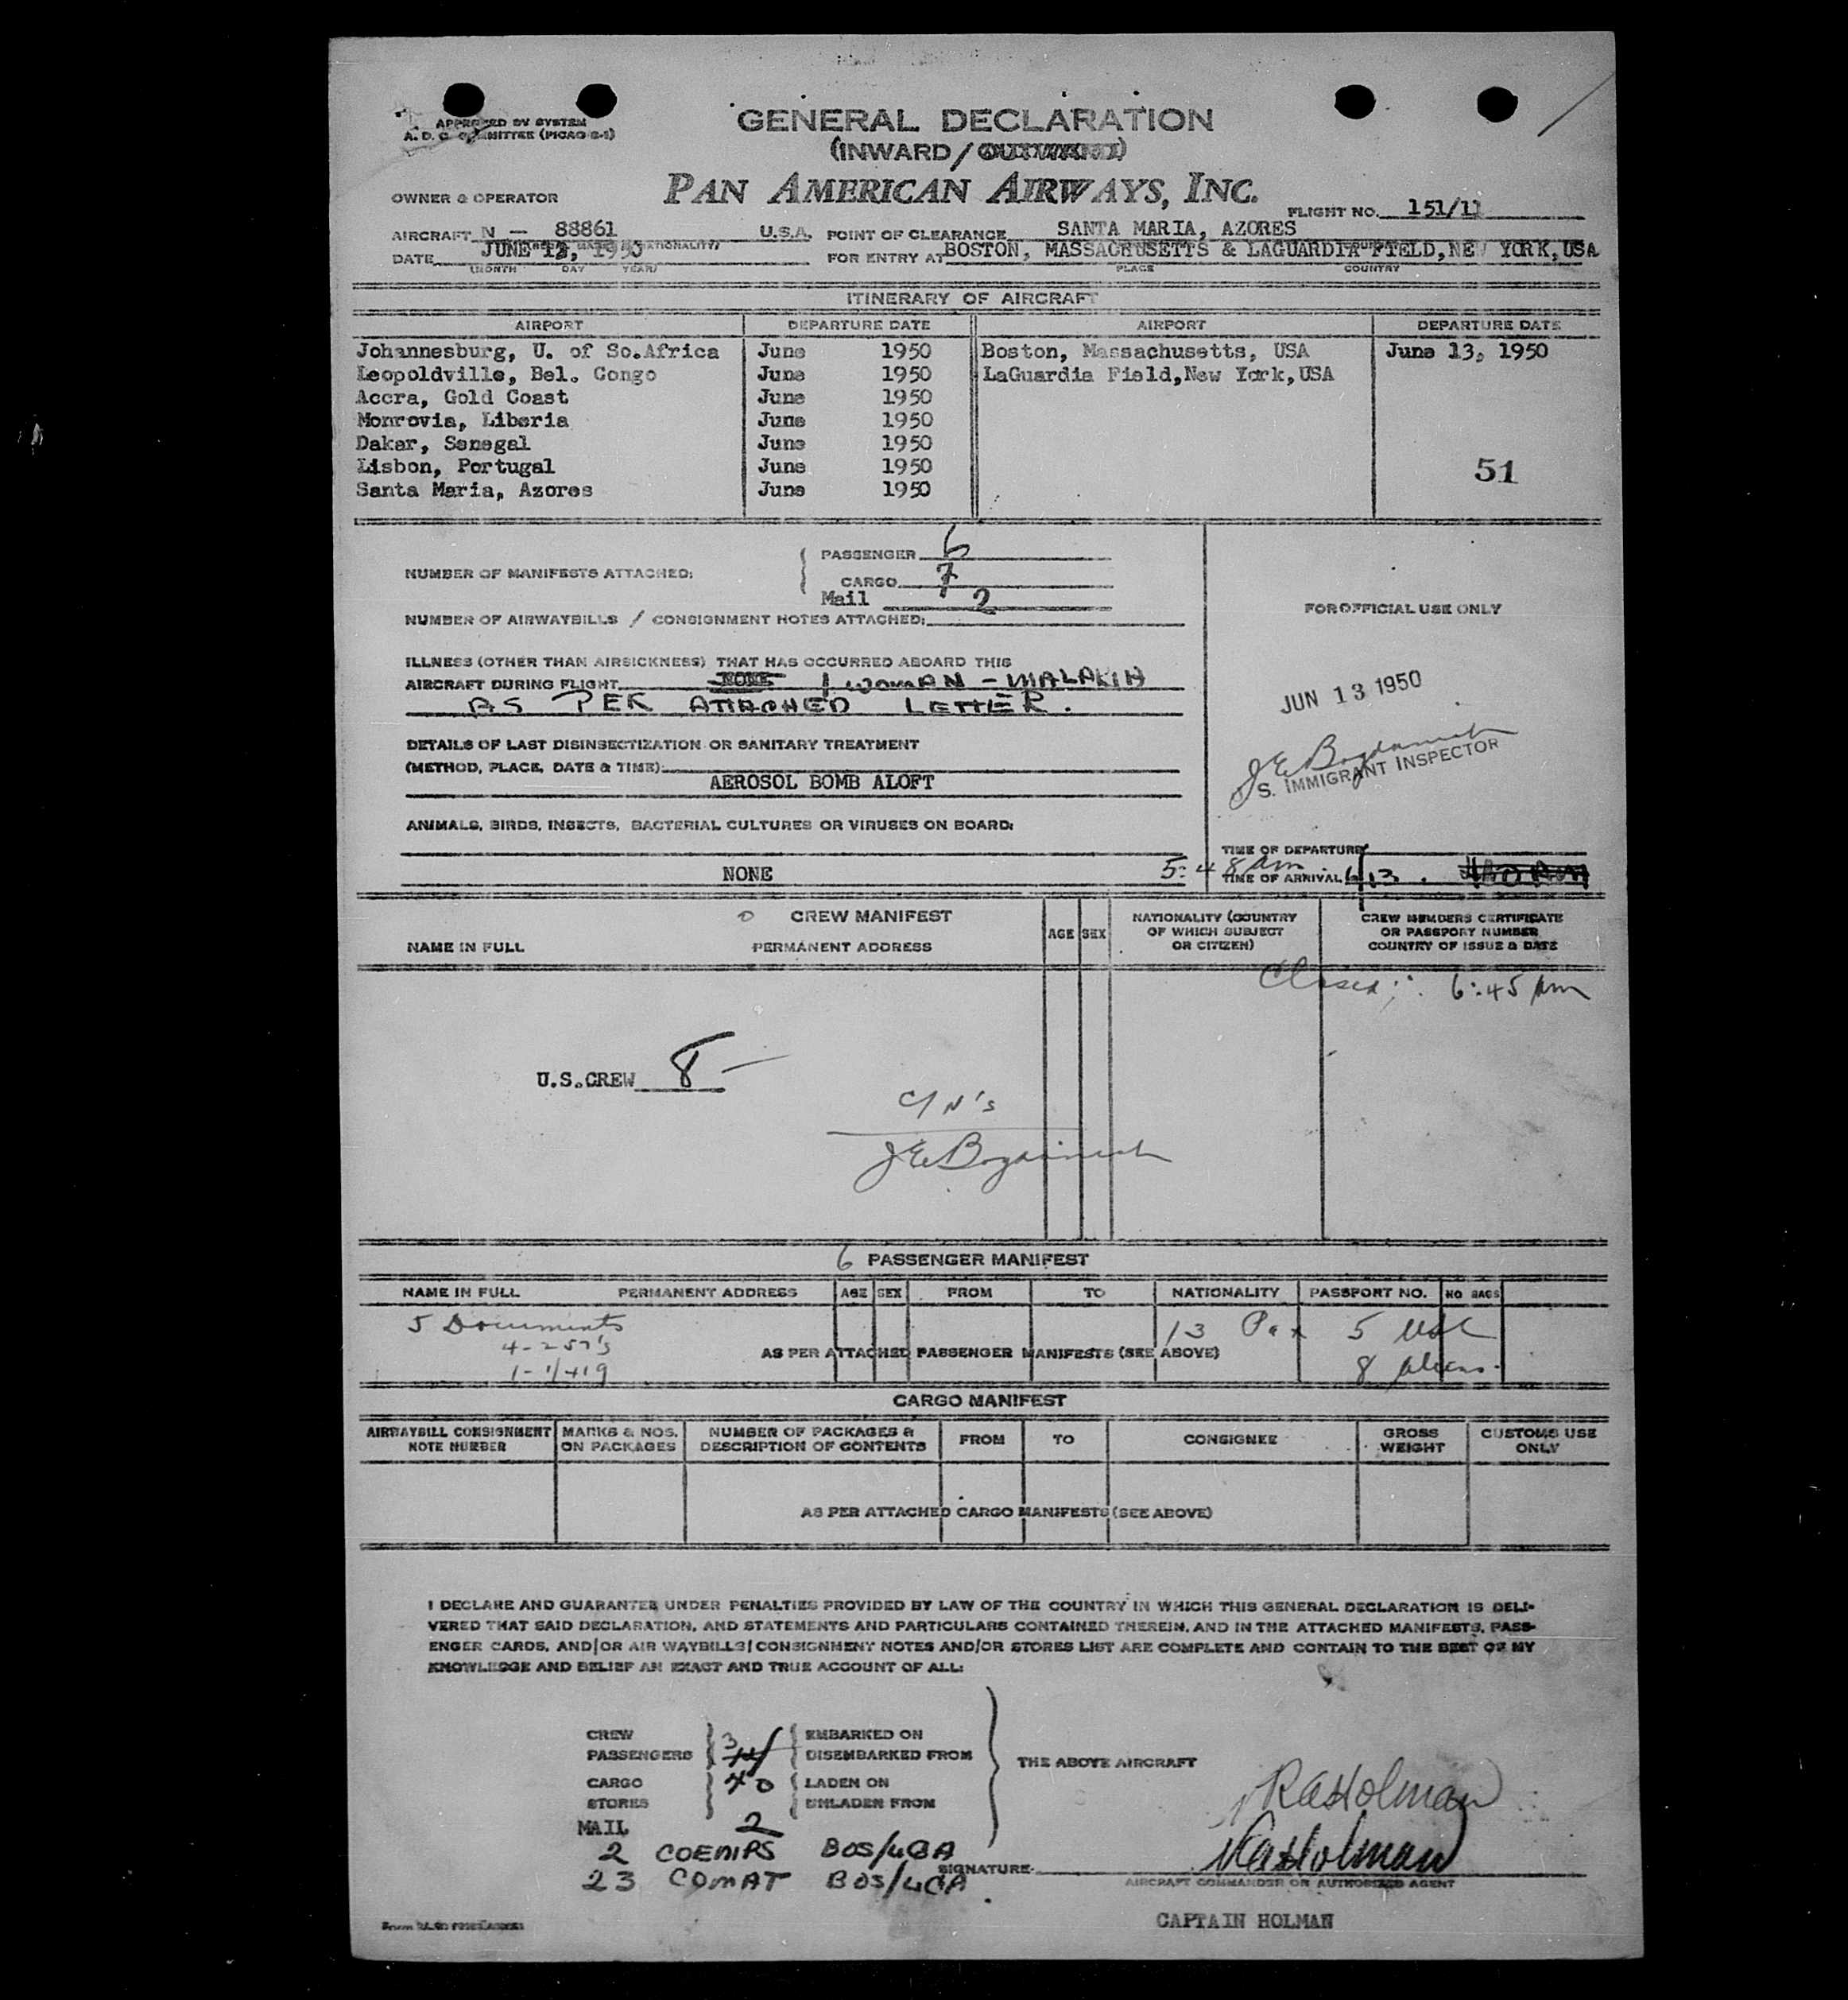 APPROVED BY SYSTEM
A. D. C. COMMITTEE (PICAO
GENERAL DECLARATION
(INWARD / OUTWARD)
PAN AMERICAN AIRWAYS, INC.
OWNER & OPERATOR
FLIGHT NO. 151/11
AIRCRAFT N - 88861 U.S.A. POINT OF CLEARANCE SANTA MARIA, AZORES
DATE JUNE 1950 FOR ENTRY AT BOSTON, MASSACHUSETTS & LAGUARDIA FIELD, NEW YORK, USA
(MONTH DAY YEAR) PLACE COUNTRY
ITINERARY OF AIRCRAFT
AIRPORT DEPARTURE DATE AIRPORT DEPARTURE DATE
Johannesburg, U. of So.Africa June 1950 Boston, Massachusetts, USA June 13, 1950
Leopoldville, Bel. Congo June 1950 LaGuardia Field,New York,USA
Accra, Gold Coast June 1950
Monrovia, Liberia June 1950
Dakar, Senegal June 1950
Lisbon, Portugal June 1950 51
Santa Maria, Azores June 1950
PASSENGER 6
NUMBER OF MANIFESTS ATTACHED:
CARGO 7
Mail 2
NUMBER OF AIRWAYBILLS / CONSIGNMENT NOTES ATTACHED:
FOR OFFICIAL USE ONLY
ILLNESS (OTHER THAN AIRSICKNESS) THAT HAS OCCURRED ABOARD THIS
AIRCRAFT DURING FLIGHT NONE 1 WOMAN - MALARIA
AS PER ATTACHED LETTER.
JUN 13 1950
DETAILS OF LAST DISINSECTIZATION OR SANITARY TREATMENT
(METHOD, PLACE, DATE & TIME):
AEROSOL BOMB ALOFT
S. IMMIGRANT INSPECTOR
ANIMALS, BIRDS, INSECTS, BACTERIAL CULTURES OR VIRUSES ON BOARD:
TIME OF DEPARTURE
NONE
5:48 am TIME OF ARRIVAL 6/13
CREW MANIFEST
NAME IN FULL PERMANENT ADDRESS AGE SEX NATIONALITY (COUNTRY OF WHICH SUBJECT OR CITIZEN) CREW MEMBERS CERTIFICATE OR PASSPORT NUMBER COUNTRY OF ISSUE & DATE
Closed: 6:45 am
U.S.CREW 8
C/N's
6 PASSENGER MANIFEST
NAME IN FULL PERMANENT ADDRESS AGE SEX FROM TO NATIONALITY PASSPORT NO. NO BAGS
5 Documents 13 Pax 5 USC
4-257's
AS PER ATTACHED PASSENGER MANIFESTS (SEE ABOVE)
1-1/419 8 Aliens.
CARGO MANIFEST
AIRWAYBILL CONSIGNMENT NOTE NUMBER MARKS & NOS. ON PACKAGES NUMBER OF PACKAGES & DESCRIPTION OF CONTENTS FROM TO CONSIGNEE GROSS WEIGHT CUSTOMS USE ONLY
AS PER ATTACHED CARGO MANIFESTS (SEE ABOVE)
I DECLARE AND GUARANTEE UNDER PENALTIES PROVIDED BY LAW OF THE COUNTRY IN WHICH THIS GENERAL DECLARATION IS DELI-
VERED THAT SAID DECLARATION, AND STATEMENTS AND PARTICULARS CONTAINED THEREIN, AND IN THE ATTACHED MANIFESTS, PASS-
ENGER CARDS, AND/OR AIR WAYBILLS/CONSIGNMENT NOTES AND/OR STORES LIST ARE COMPLETE AND CONTAIN TO THE BEST OF MY
KNOWLEDGE AND BELIEF AN EXACT AND TRUE ACCOUNT OF ALL:
CREW EMBARKED ON
PASSENGERS 3 DISEMBARKED FROM
THE ABOVE AIRCRAFT
CARGO 40 LADEN ON
STORES UNLADEN FROM
RAHolman
MAIL 2
2 BOS/LGA
RAHolman
SIGNATURE
23 COMAT BOS/LGA
AIRCRAFT COMMANDER OR AUTHORIZED AGENT
CAPTAIN HOLMAN